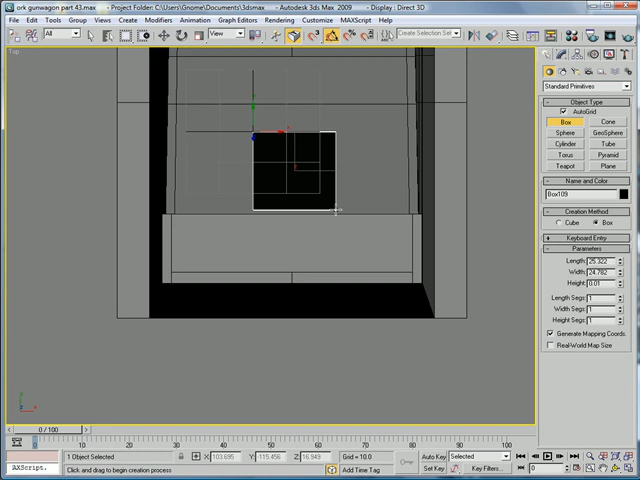 ork gunwagon part 43.max - Project Folder: C:\Users\Gnome\Documents\3dsmax - Autodesk 3ds Max 2009 - Display : Direct 3D
File Edit Tools Group Views Create Modifiers Animation Graph Editors Rendering Customize MAXScript Help
All View Create Selection Set
Top
Standard Primitives
Object Type
AutoGrid
Box Cone
Sphere GeoSphere
Cylinder Tube
Torus Pyramid
Teapot Plane
Name and Color
Box109
Creation Method
Cube Box
Keyboard Entry
Parameters
Length: 25.322
Width: 24.782
Height: 0.01
Length Segs: 1
Width Segs: 1
Height Segs: 1
Generate Mapping Coords.
Real-World Map Size
0 / 100
0 10 20 30 40 50 60 70 80 90 100
1 Object Selected X: 103.695 Y: -115.456 Z: 16.949 Grid = 10.0 Auto Key Selected
AXScript. Click and drag to begin creation process Add Time Tag Set Key Key Filters... 0